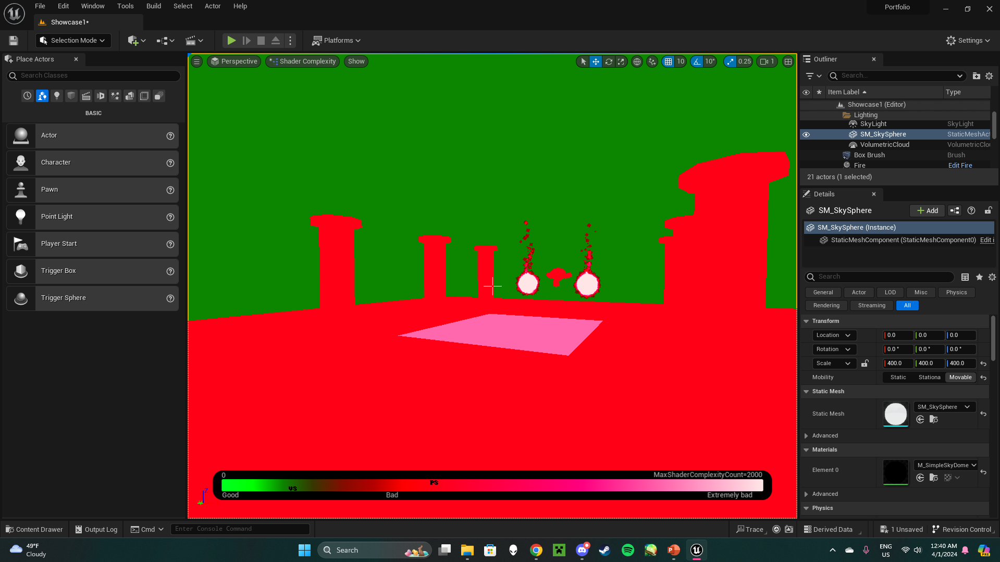 File Edit Window Tools Build Select Actor Help
Portfolio
Showcase1*
Selection Mode
Platforms
Settings
Place Actors
Search Classes
BASIC
Actor
Character
Pawn
Point Light
Player Start
Trigger Box
Trigger Sphere
Perspective Shader Complexity Show
10 10° 0.25 1
0 MaxShaderComplexityCount=2000
VS PS
Good Bad Extremely bad
Z
Outliner
Search...
Item Label Type
Showcase1 (Editor)
Lighting
SkyLight SkyLight
SM_SkySphere StaticMeshAct
VolumetricCloud VolumetricClou
Box Brush Brush
Fire Edit Fire
21 actors (1 selected)
Details
SM_SkySphere Add
SM_SkySphere (Instance)
StaticMeshComponent (StaticMeshComponent0) Edit i
Search
General Actor LOD Misc Physics
Rendering Streaming All
Transform
Location 0.0 0.0 0.0
Rotation 0.0 ° 0.0 ° 0.0 °
Scale 400.0 400.0 400.0
Mobility Static Stationa Movable
Static Mesh
Static Mesh SM_SkySphere
Advanced
Materials
Element 0 M_SimpleSkyDome
Advanced
Physics
Content Drawer Output Log Cmd Enter Console Command
Trace Derived Data 1 Unsaved Revision Control
49°F
Cloudy
Search
ENG
US
12:40 AM
4/1/2024
PRE